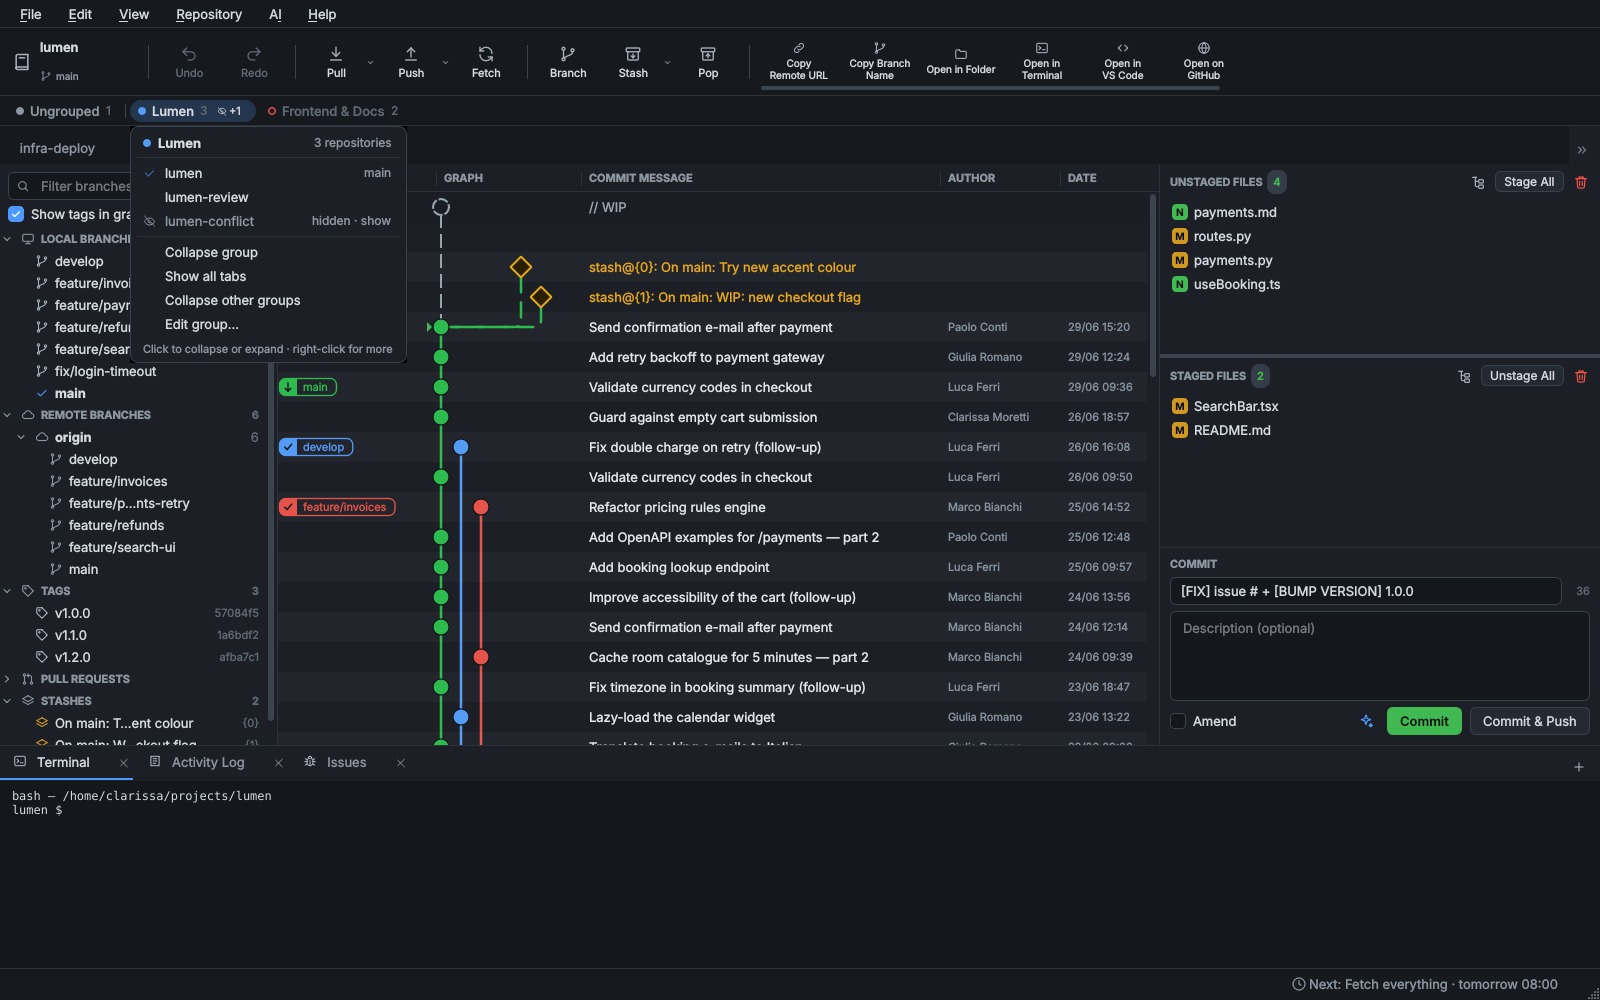 File Edit View Repository AI Help
lumen
main
Undo Redo Pull Push Fetch Branch Stash Pop
Copy Remote URL
Copy Branch Name
Open in Folder
Open in Terminal
Open in VS Code
Open on GitHub
Ungrouped 1 Lumen 3 +1 Frontend & Docs 2
infra-deploy
Lumen 3 repositories
lumen main
lumen-review
lumen-conflict hidden · show
Collapse group
Show all tabs
Collapse other groups
Edit group...
Click to collapse or expand · right-click for more
Filter branches
Show tags in gra
LOCAL BRANCH
develop
feature/invoi
feature/payr
feature/refu
feature/sear
fix/login-timeout
main
REMOTE BRANCHES 6
origin 6
develop
feature/invoices
feature/p...nts-retry
feature/refunds
feature/search-ui
main
TAGS 3
v1.0.0 57084f5
v1.1.0 1a6bdf2
v1.2.0 afba7c1
PULL REQUESTS
STASHES 2
On main: T...ent colour {0}
On main: W...ckout flag {1}
GRAPH COMMIT MESSAGE AUTHOR DATE
// WIP
stash@{0}: On main: Try new accent colour
stash@{1}: On main: WIP: new checkout flag
Send confirmation e-mail after payment Paolo Conti 29/06 15:20
Add retry backoff to payment gateway Giulia Romano 29/06 12:24
main Validate currency codes in checkout Luca Ferri 29/06 09:36
Guard against empty cart submission Clarissa Moretti 26/06 18:57
develop Fix double charge on retry (follow-up) Luca Ferri 26/06 16:08
Validate currency codes in checkout Luca Ferri 26/06 09:50
feature/invoices Refactor pricing rules engine Marco Bianchi 25/06 14:52
Add OpenAPI examples for /payments — part 2 Paolo Conti 25/06 12:48
Add booking lookup endpoint Luca Ferri 25/06 09:57
Improve accessibility of the cart (follow-up) Marco Bianchi 24/06 13:56
Send confirmation e-mail after payment Marco Bianchi 24/06 12:14
Cache room catalogue for 5 minutes — part 2 Marco Bianchi 24/06 09:39
Fix timezone in booking summary (follow-up) Luca Ferri 23/06 18:47
Lazy-load the calendar widget Giulia Romano 23/06 13:22
Translate booking e-mails to Italian Giulia Romano
UNSTAGED FILES 4 Stage All
N payments.md
M routes.py
M payments.py
N useBooking.ts
STAGED FILES 2 Unstage All
M SearchBar.tsx
M README.md
COMMIT
[FIX] issue # + [BUMP VERSION] 1.0.0 36
Description (optional)
Amend Commit Commit & Push
Terminal Activity Log Issues
bash — /home/clarissa/projects/lumen
lumen $
Next: Fetch everything · tomorrow 08:00